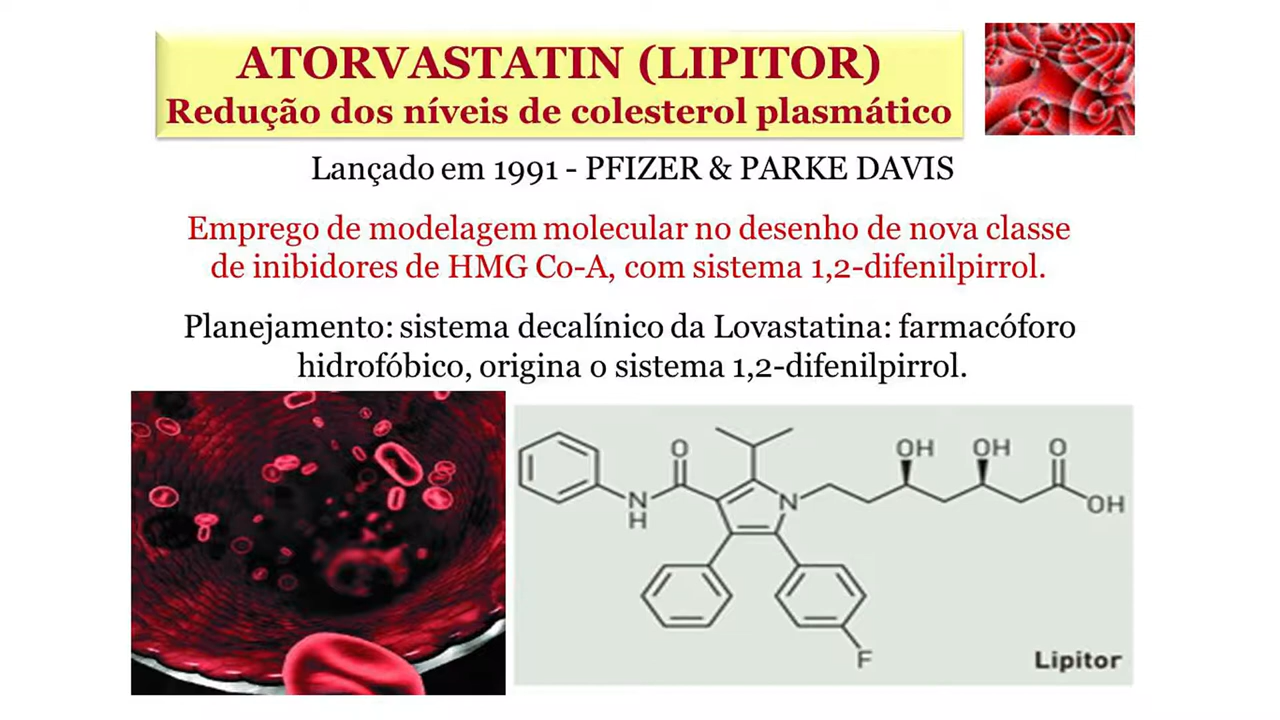 ATORVASTATIN (LIPITOR)
Redução dos níveis de colesterol plasmático
Lançado em 1991 - PFIZER & PARKE DAVIS
Emprego de modelagem molecular no desenho de nova classe
de inibidores de HMG Co-A, com sistema 1,2-difenilpirrol.
Planejamento: sistema decalínico da Lovastatina: farmacóforo
hidrofóbico, origina o sistema 1,2-difenilpirrol.
O
OH
OH
O
N
H
N
OH
F
Lipitor